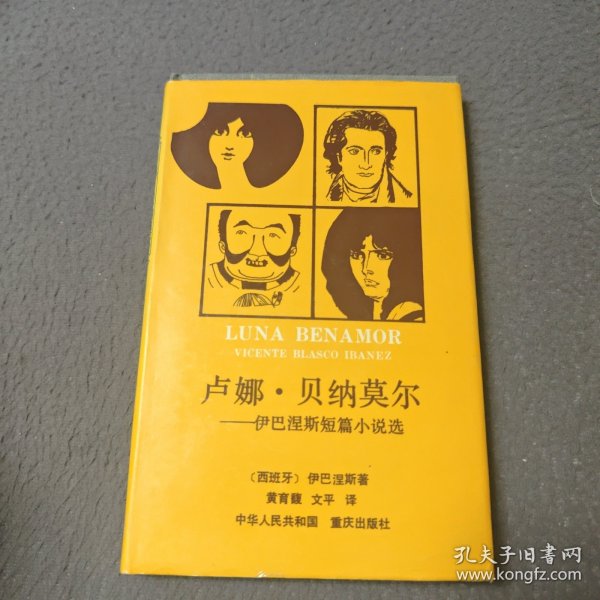 LUNA BENAMOR
VICENTE BLASCO IBANEZ
卢娜·贝纳莫尔
——伊巴涅斯短篇小说选
〔西班牙〕 伊巴涅斯著
黄育馥 文平 译
中华人民共和国 重庆出版社
孔夫子旧书网
www.kongfz.com